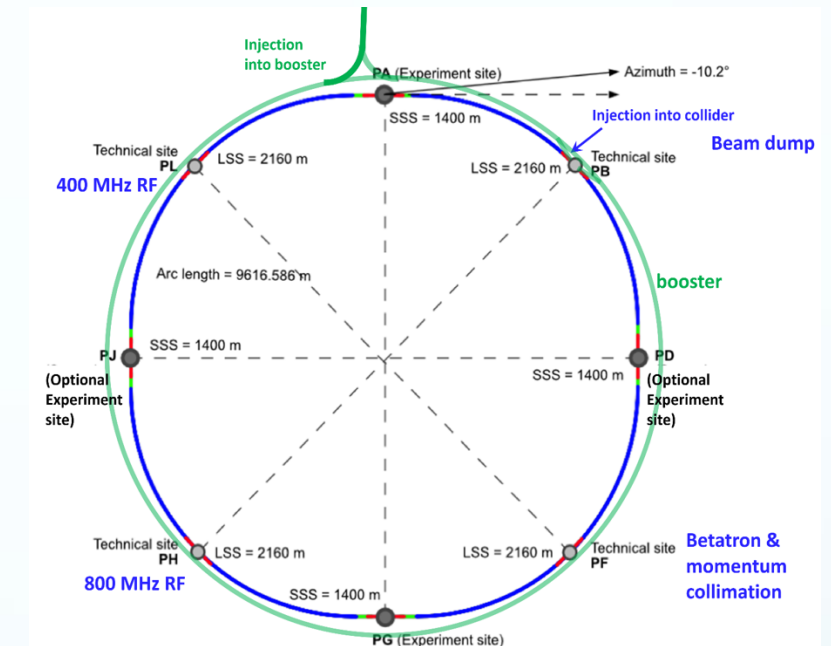 Injection
into booster
PA (Experiment site)
Azimuth = -10.2°
SSS = 1400 m
Injection into collider
Beam dump
Technical site
PL
LSS = 2160 m
400 MHz RF
LSS = 2160 m
Technical site
PB
Arc length = 9616.586 m
booster
PJ
SSS = 1400 m
(Optional
Experiment
site)
PD
SSS = 1400 m
(Optional
Experiment
site)
Technical site
PH
LSS = 2160 m
800 MHz RF
LSS = 2160 m
Technical site
PF
Betatron &
momentum
collimation
SSS = 1400 m
PG (Experiment site)